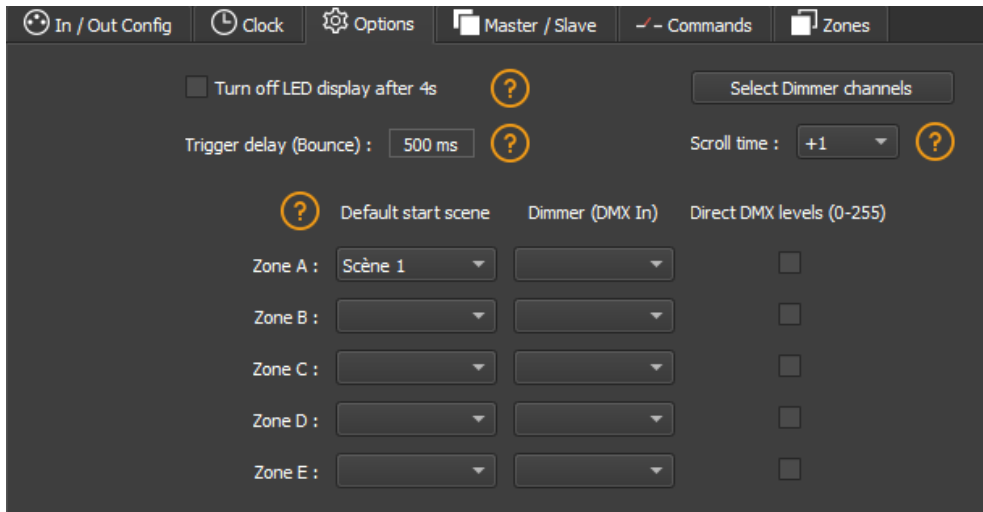 In / Out Config Clock Options Master / Slave Commands Zones
Turn off LED display after 4s ? Select Dimmer channels
Trigger delay (Bounce) : 500 ms ? Scroll time : +1 ?
? Default start scene Dimmer (DMX In) Direct DMX levels (0-255)
Zone A : Scène 1
Zone B :
Zone C :
Zone D :
Zone E :